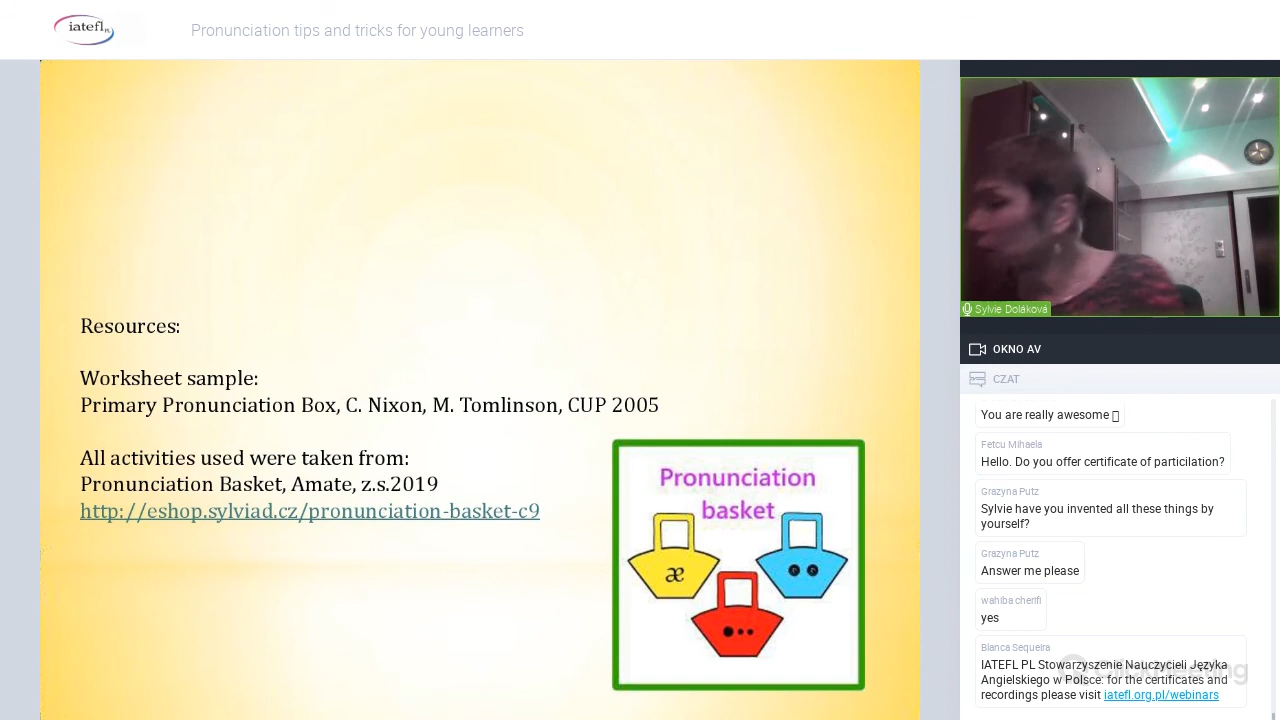 iatefl PL
Pronunciation tips and tricks for young learners
Resources:
Worksheet sample:
Primary Pronunciation Box, C. Nixon, M. Tomlinson, CUP 2005
All activities used were taken from:
Pronunciation Basket, Amate, z.s.2019
http://eshop.sylviad.cz/pronunciation-basket-c9
Pronunciation
basket
æ
Sylvie Doláková
OKNO AV
CZAT
You are really awesome
Fetcu Mihaela
Hello. Do you offer certificate of particilation?
Grazyna Putz
Sylvie have you invented all these things by
yourself?
Grazyna Putz
Answer me please
wahiba cherifi
yes
Blanca Sequeira
IATEFL PL Stowarzyszenie Nauczycieli Języka
Angielskiego w Polsce: for the certificates and
recordings please visit iatefl.org.pl/webinars